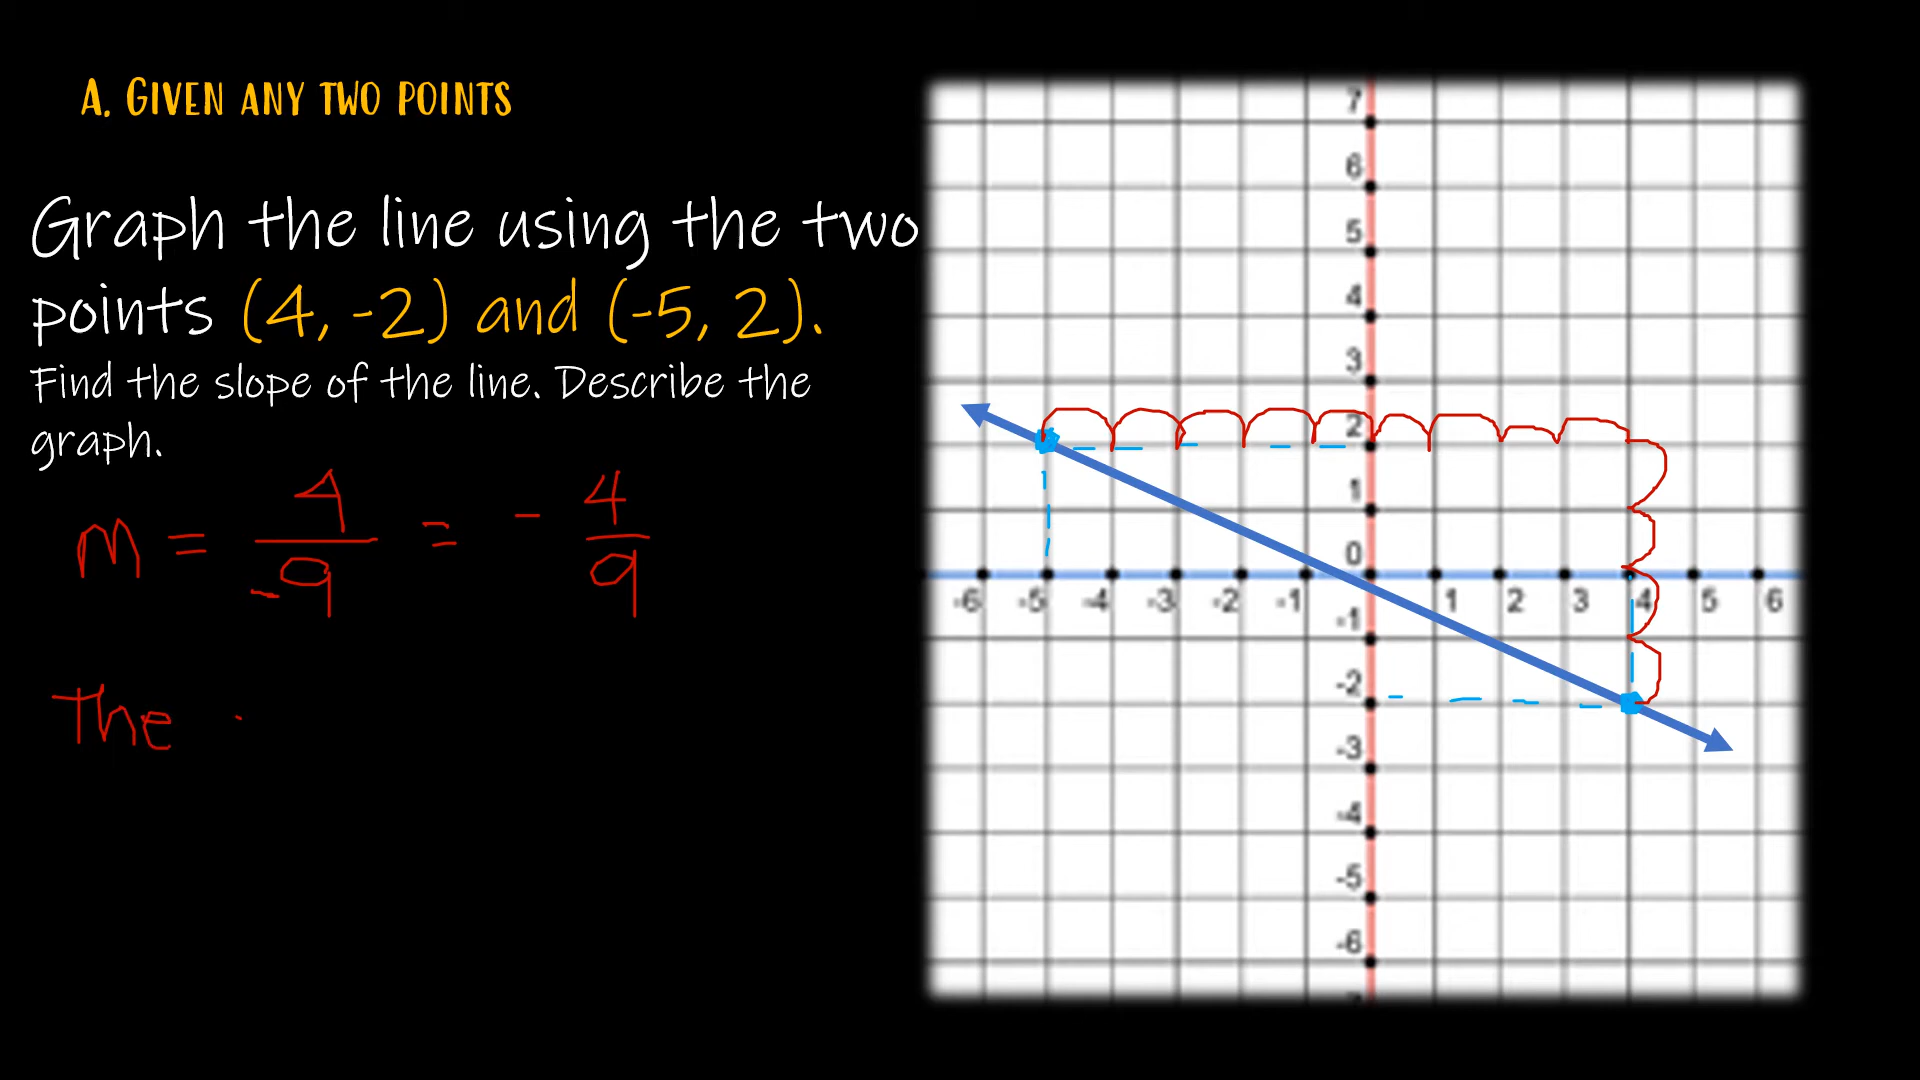 A. GIVEN ANY TWO POINTS
Graph the line using the two
points (4, -2) and (-5, 2).
Find the slope of the line. Describe the
graph.
m = 4/-9 = - 4/9
The
7
6
5
4
3
2
1
0
-6 -5 -4 -3 -2 -1 1 2 3 4 5 6
-1
-2
-3
-4
-5
-6